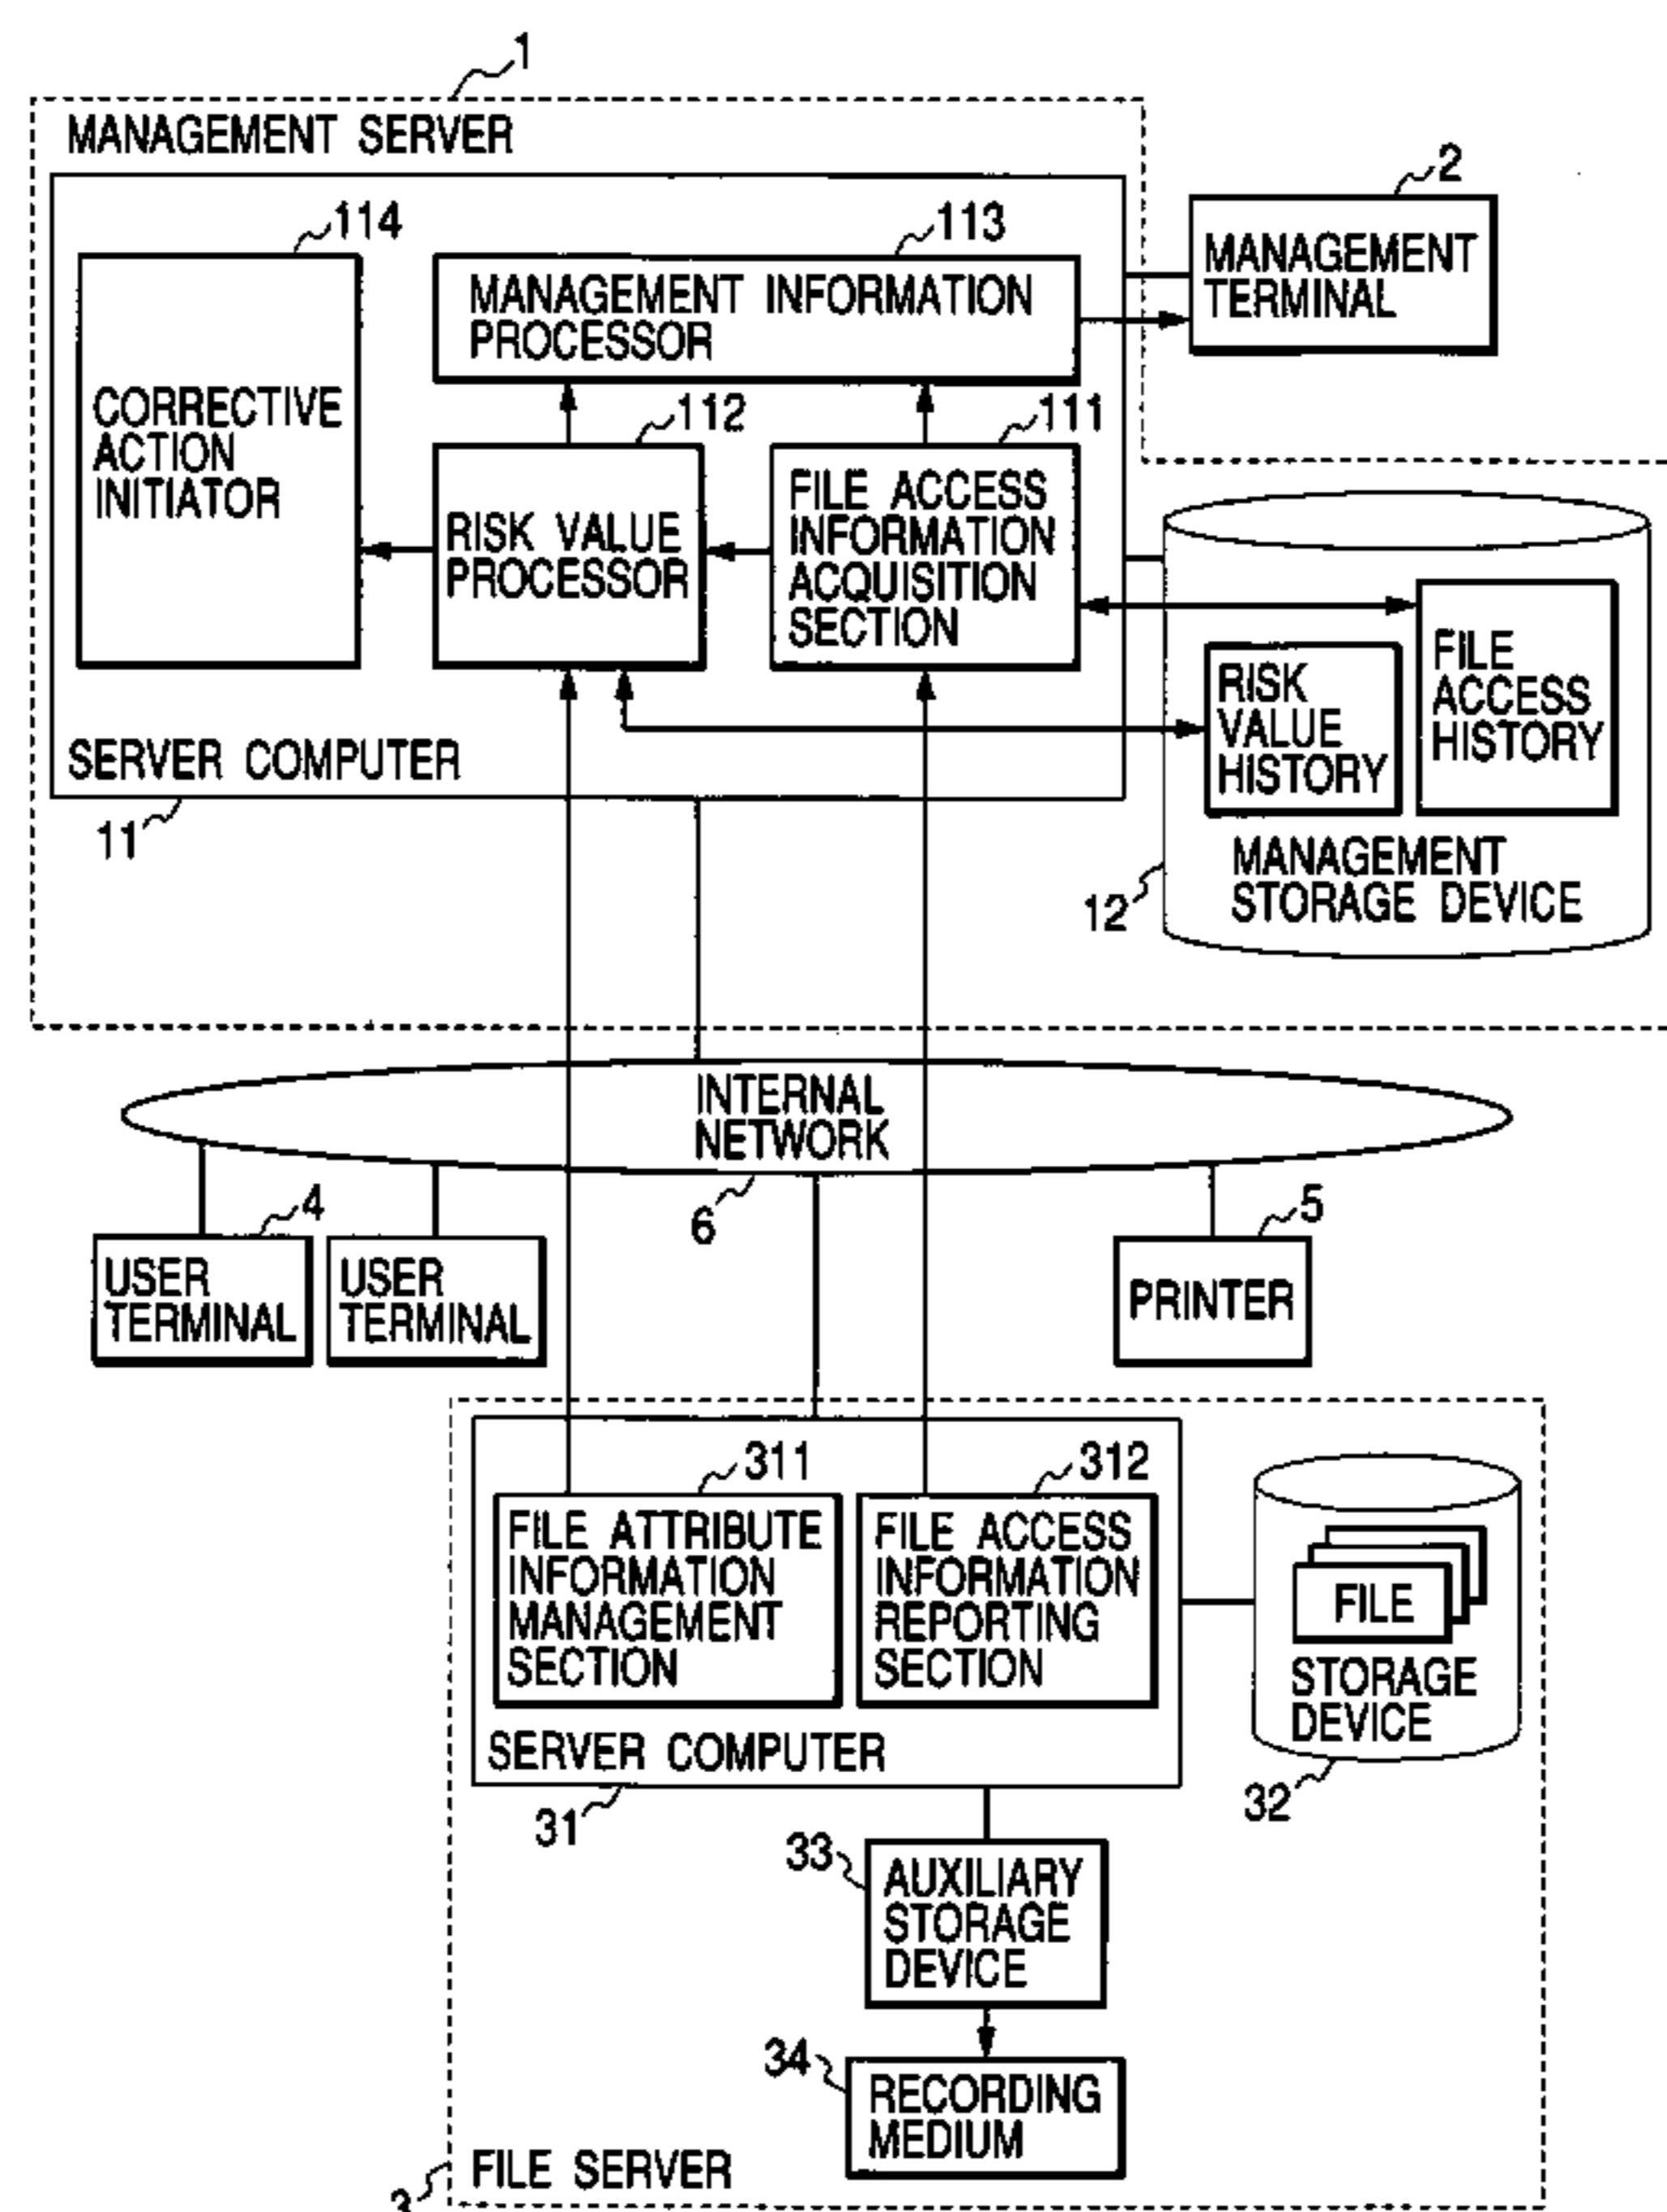 1
MANAGEMENT SERVER
2
114
113
MANAGEMENT
TERMINAL
MANAGEMENT INFORMATION
PROCESSOR
CORRECTIVE
ACTION
INITIATOR
112
111
RISK VALUE
PROCESSOR
FILE ACCESS
INFORMATION
ACQUISITION
SECTION
RISK
VALUE
HISTORY
FILE
ACCESS
HISTORY
SERVER COMPUTER
11
MANAGEMENT
STORAGE DEVICE
12
INTERNAL
NETWORK
6
4
5
USER
TERMINAL
USER
TERMINAL
PRINTER
311
312
FILE ATTRIBUTE
INFORMATION
MANAGEMENT
SECTION
FILE ACCESS
INFORMATION
REPORTING
SECTION
FILE
STORAGE
DEVICE
SERVER COMPUTER
31
32
33
AUXILIARY
STORAGE
DEVICE
34
RECORDING
MEDIUM
FILE SERVER
3